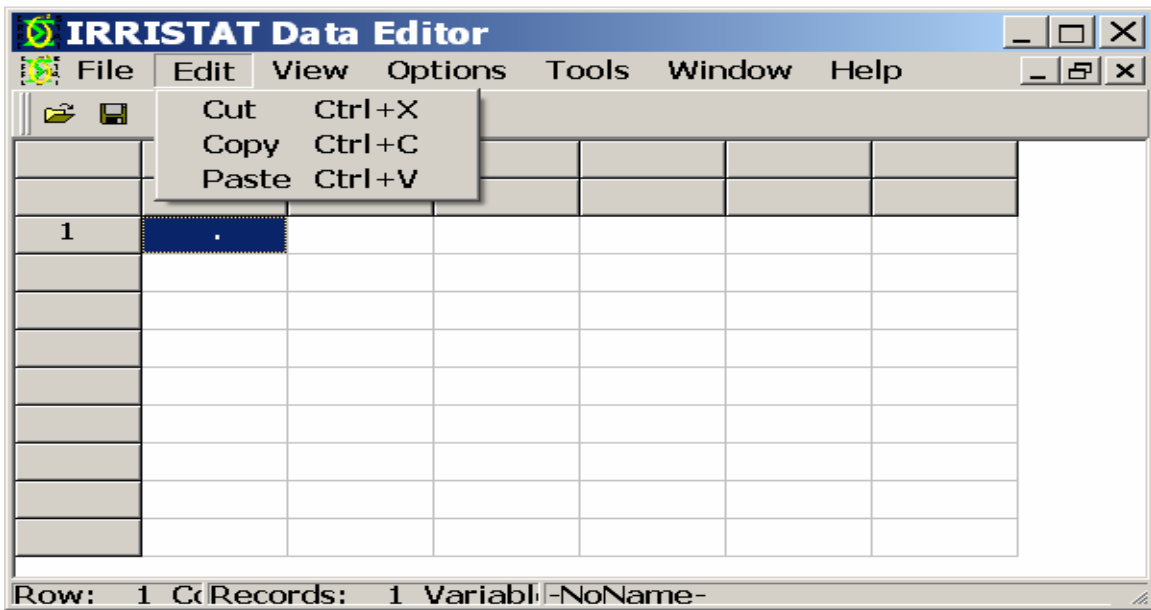 IRRISTAT Data Editor
File Edit View Options Tools Window Help
Cut Ctrl+X
Copy Ctrl+C
Paste Ctrl+V
1 .
Row: 1 Records: 1 Variabl -NoName-